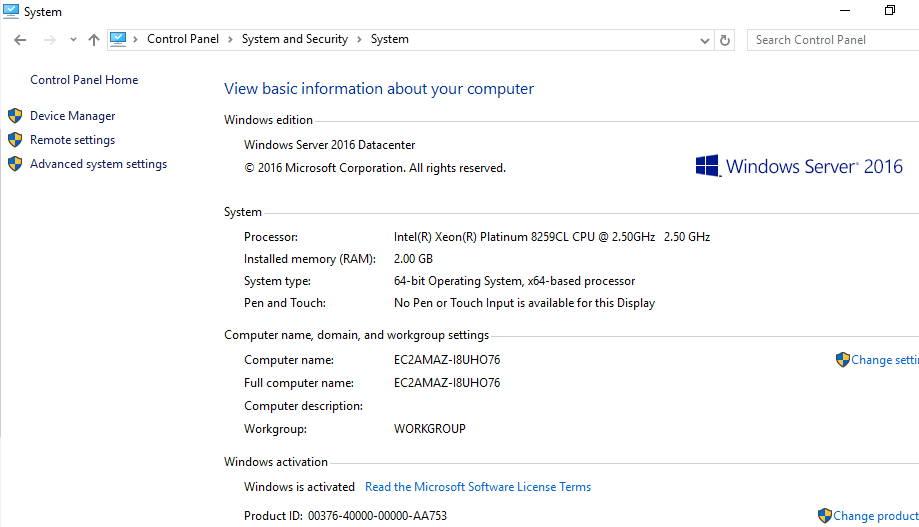 System
Control Panel > System and Security > System
Search Control Panel
Control Panel Home
Device Manager
Remote settings
Advanced system settings
View basic information about your computer
Windows edition
Windows Server 2016 Datacenter
© 2016 Microsoft Corporation. All rights reserved.
Windows Server® 2016
System
Processor: Intel(R) Xeon(R) Platinum 8259CL CPU @ 2.50GHz 2.50 GHz
Installed memory (RAM): 2.00 GB
System type: 64-bit Operating System, x64-based processor
Pen and Touch: No Pen or Touch Input is available for this Display
Computer name, domain, and workgroup settings
Computer name: EC2AMAZ-I8UHO76
Change setti
Full computer name: EC2AMAZ-I8UHO76
Computer description:
Workgroup: WORKGROUP
Windows activation
Windows is activated Read the Microsoft Software License Terms
Product ID: 00376-40000-00000-AA753
Change product